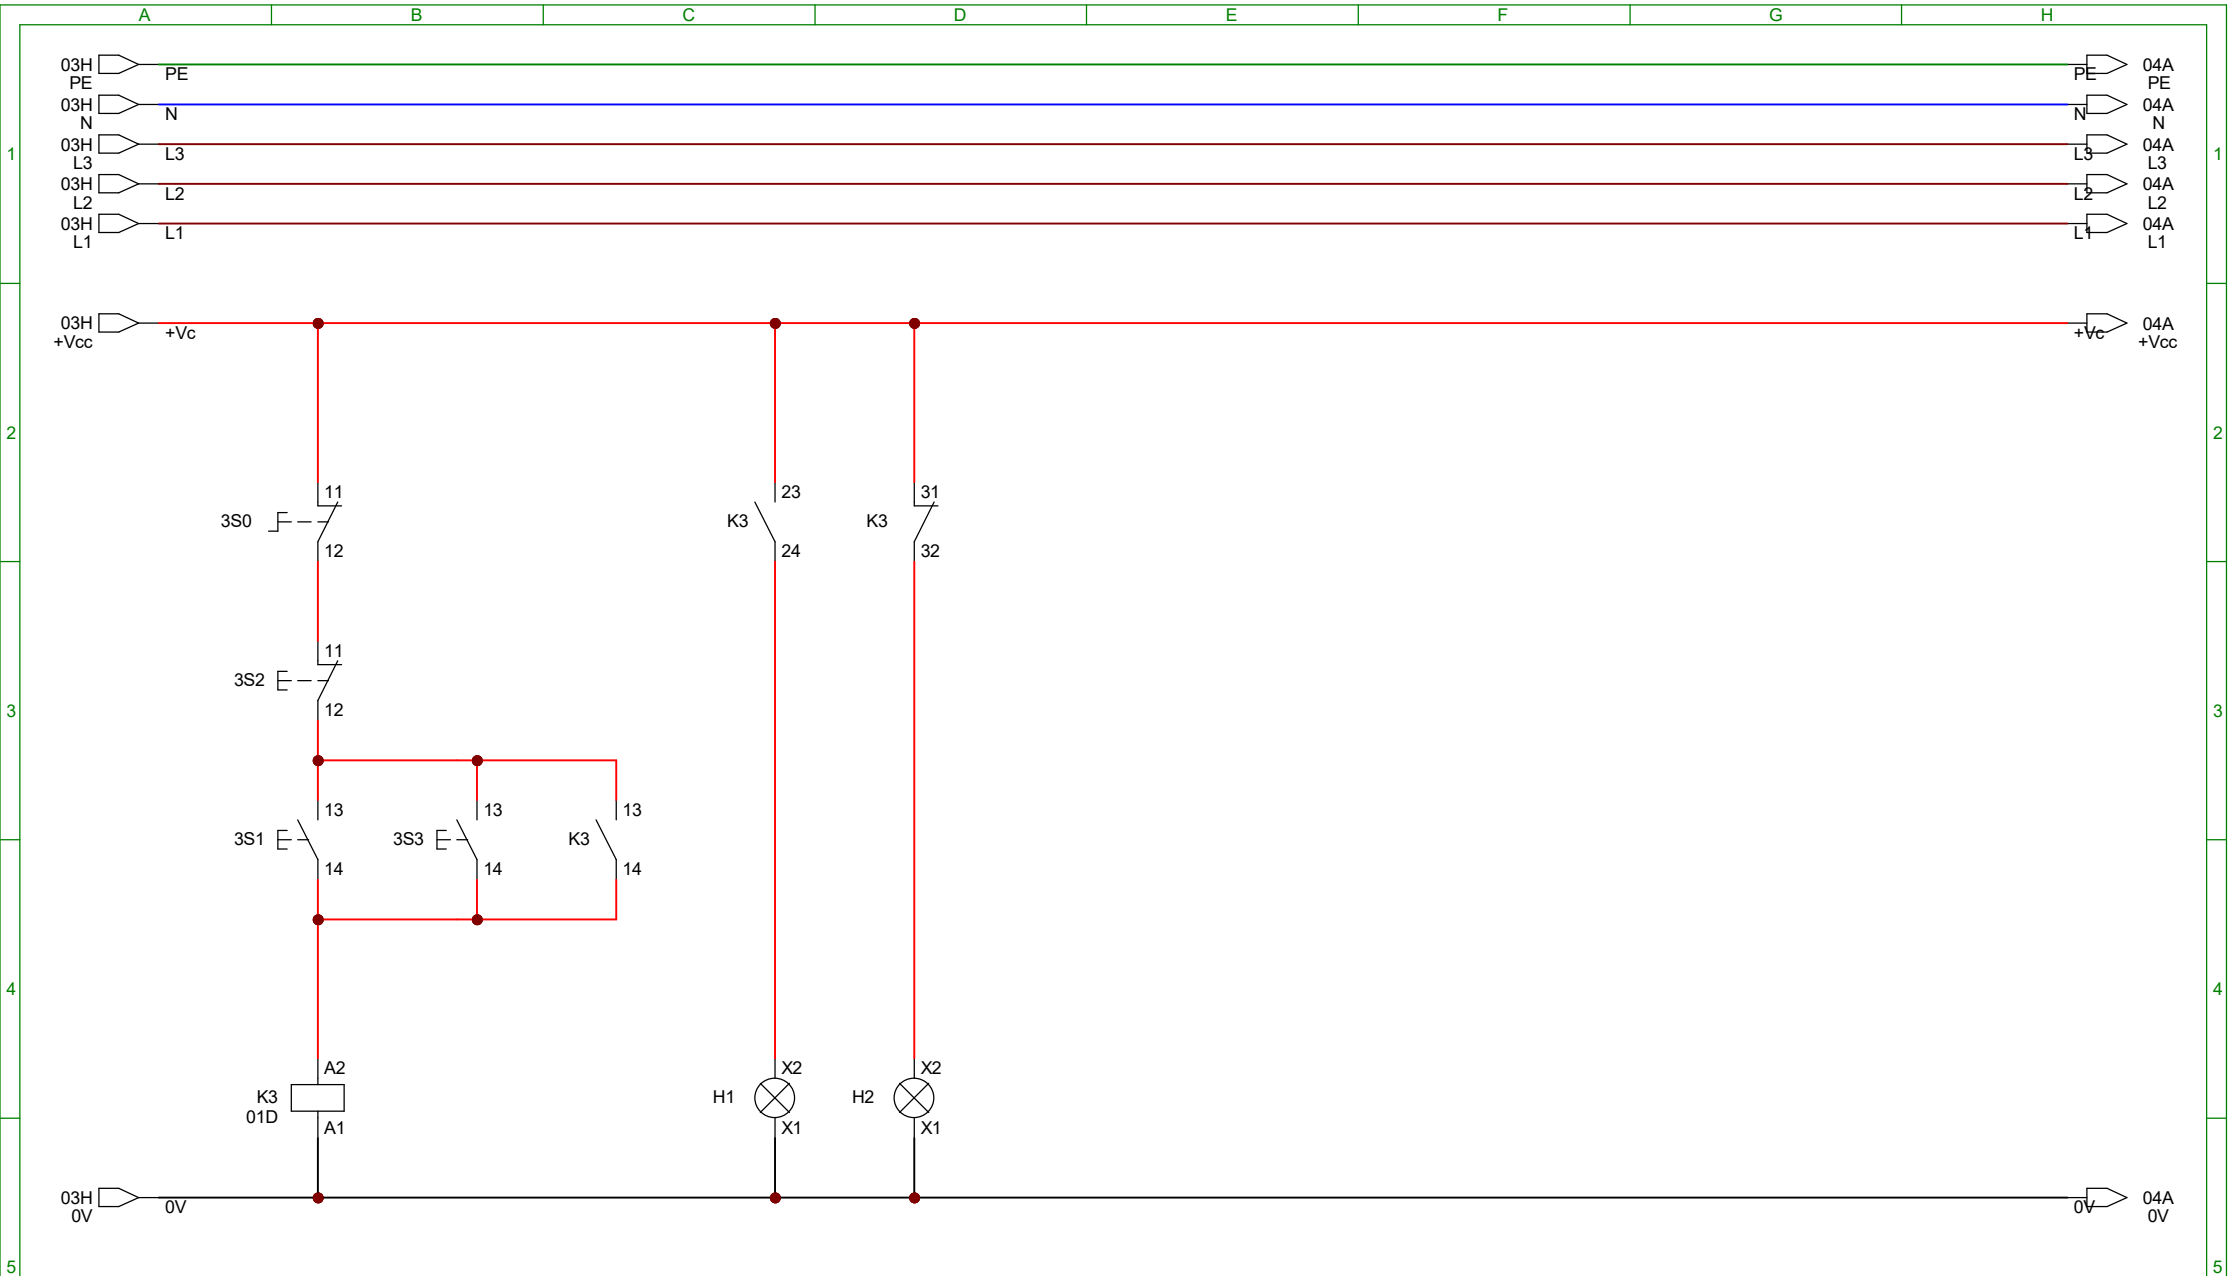 A B C D E F G H
03H PE 04A
PE PE PE
03H N 04A
N N N
1 03H L3 04A 1
L3 L3 L3
03H L2 04A
L2 L2 L2
03H L1 04A
L1 L1 L1
03H +Vc 04A
+Vcc +Vc +Vcc
2 2
11 23 31
3S0 K3 K3
12 24 32
11
3S2
12
3 3
13 13 13
3S1 3S3 K3
14 14 14
4 4
A2 X2 X2
K3 H1 H2
01D
A1 X1 X1
03H 04A
0V 0V 0V 0V
5 5